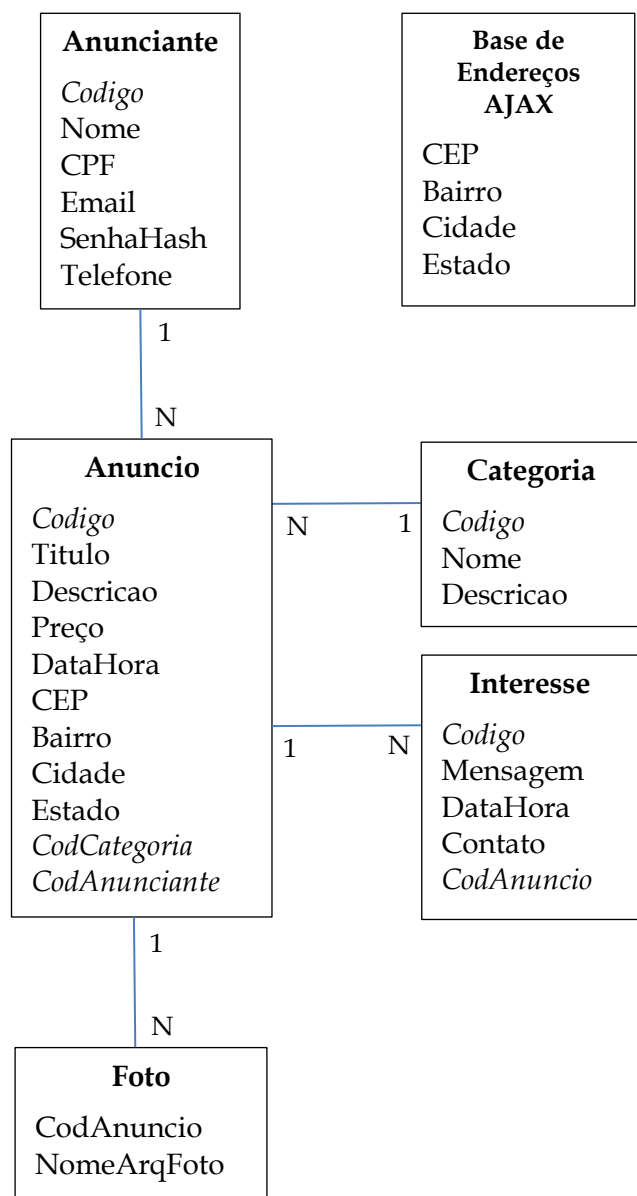 Anunciante
Codigo
Nome
CPF
Email
SenhaHash
Telefone
Base de
Endereços
AJAX
CEP
Bairro
Cidade
Estado
1
N
Anuncio
Codigo
Titulo
Descricao
Preço
DataHora
CEP
Bairro
Cidade
Estado
CodCategoria
CodAnunciante
N
1
Categoria
Codigo
Nome
Descricao
1
N
Interesse
Codigo
Mensagem
DataHora
Contato
CodAnuncio
1
N
Foto
CodAnuncio
NomeArqFoto